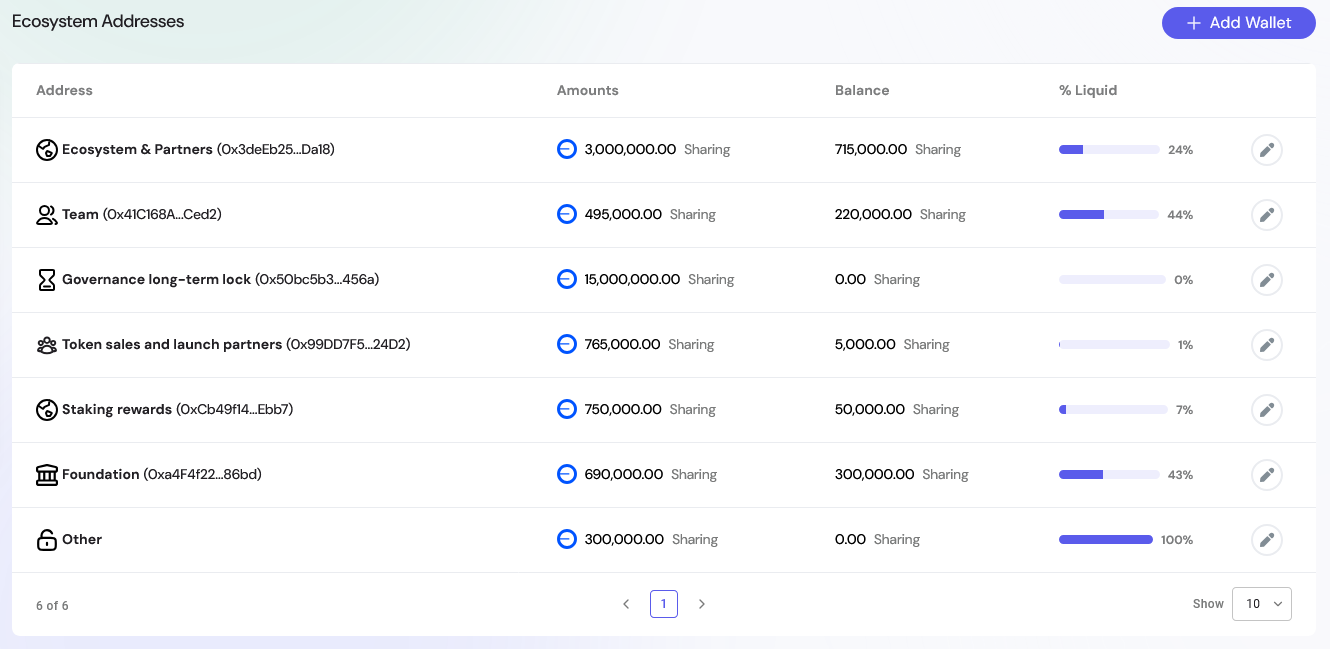 Ecosystem Addresses
+ Add Wallet
Address Amounts Balance % Liquid
Ecosystem & Partners (0x3deEb25...Da18) 3,000,000.00 Sharing 715,000.00 Sharing 24%
Team (0x41C168A...Ced2) 495,000.00 Sharing 220,000.00 Sharing 44%
Governance long-term lock (0x50bc5b3...456a) 15,000,000.00 Sharing 0.00 Sharing 0%
Token sales and launch partners (0x99DD7F5...24D2) 765,000.00 Sharing 5,000.00 Sharing 1%
Staking rewards (0xCb49f14...Ebb7) 750,000.00 Sharing 50,000.00 Sharing 7%
Foundation (0xa4F4f22...86bd) 690,000.00 Sharing 300,000.00 Sharing 43%
Other 300,000.00 Sharing 0.00 Sharing 100%
6 of 6 1 Show 10